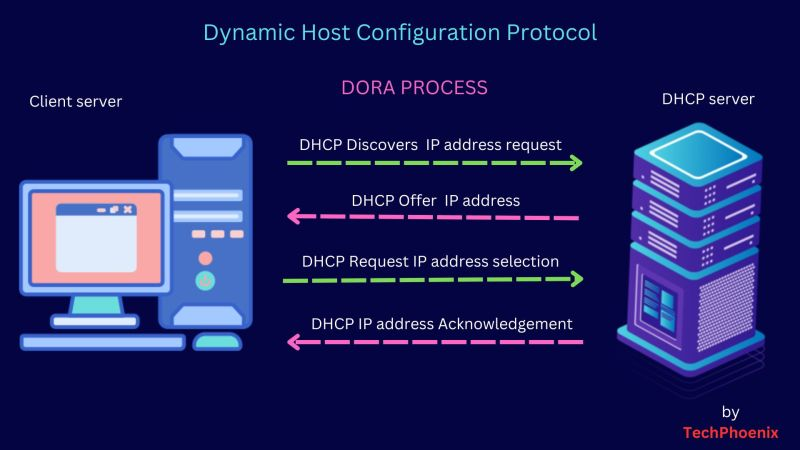 Dynamic Host Configuration Protocol
DORA PROCESS
Client server
DHCP server
DHCP Discovers IP address request
DHCP Offer IP address
DHCP Request IP address selection
DHCP IP address Acknowledgement
by
TechPhoenix